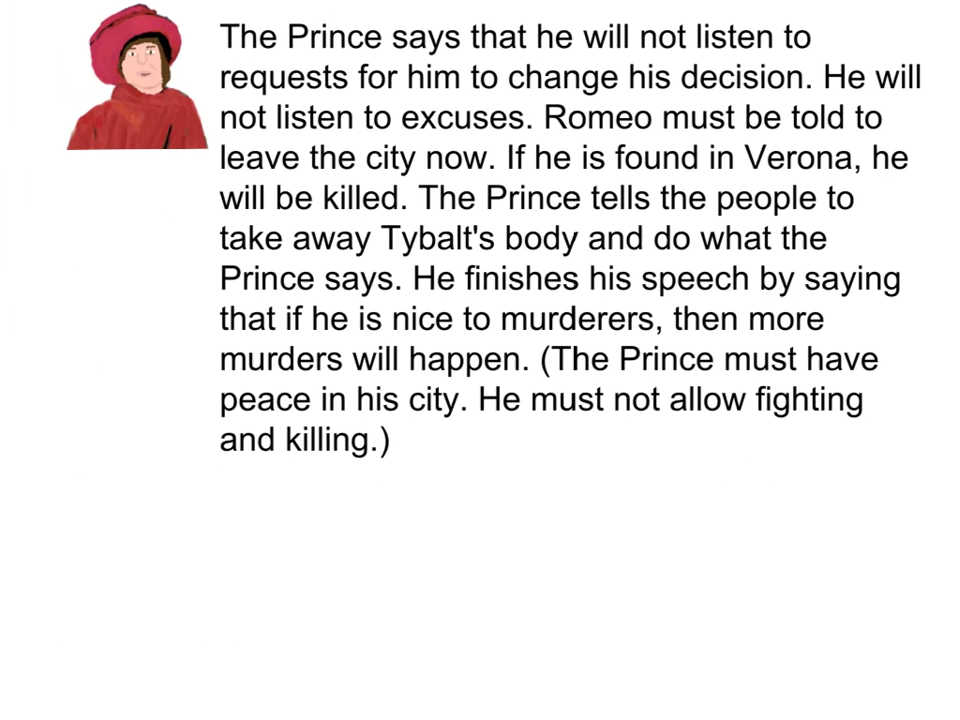 The Prince says that he will not listen to
requests for him to change his decision. He will
not listen to excuses. Romeo must be told to
leave the city now. If he is found in Verona, he
will be killed. The Prince tells the people to
take away Tybalt's body and do what the
Prince says. He finishes his speech by saying
that if he is nice to murderers, then more
murders will happen. (The Prince must have
peace in his city. He must not allow fighting
and killing.)